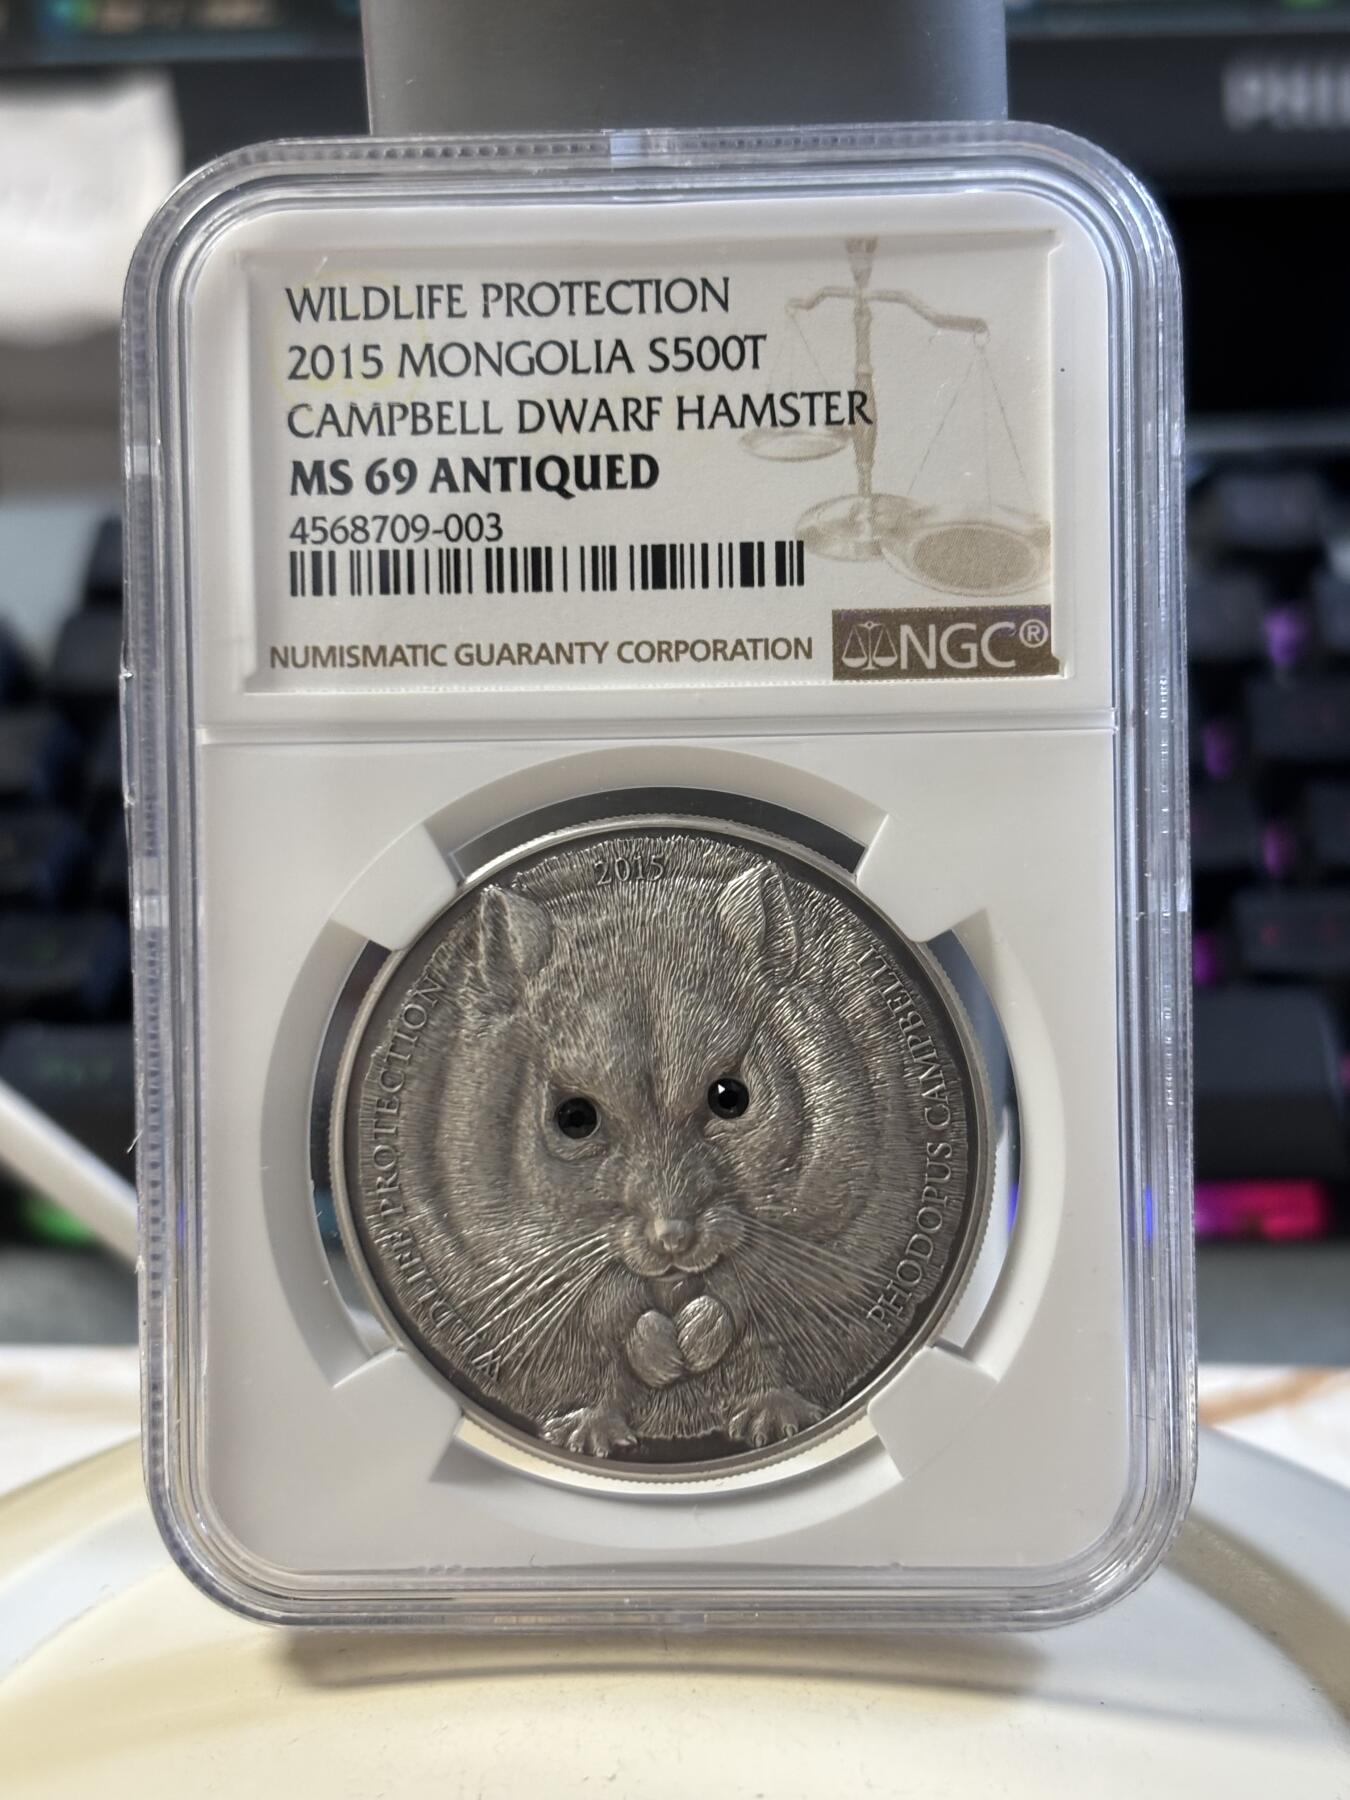 WILDLIFE PROTECTION
2015 MONGOLIA S500T
CAMPBELL DWARF HAMSTER
MS 69 ANTIQUED
4568709-003
NUMISMATIC GUARANTY CORPORATION
NGC®
2015
WILDLIFE PROTECTION
PHODOPUS CAMPBELLI